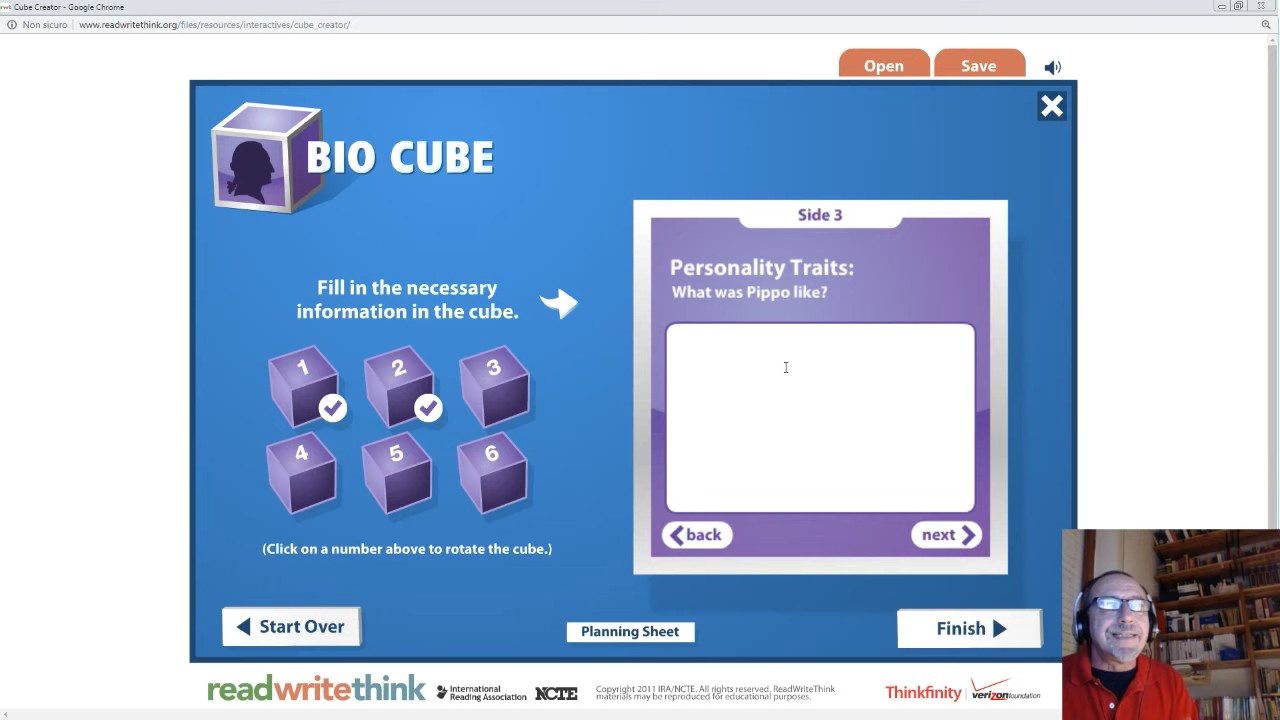 Cube Creator - Google Chrome
Non sicuro www.readwritethink.org/files/resources/interactives/cube_creator/
Open Save
BIO CUBE
Side 3
Personality Traits:
What was Pippo like?
Fill in the necessary
information in the cube.
1 2 3
4 5 6
back next
(Click on a number above to rotate the cube.)
Start Over
Planning Sheet
Finish
readwritethink
International
Reading Association
NCTE
Copyright 2011 IRA/NCTE. All rights reserved. ReadWriteThink
materials may be reproduced for educational purposes.
Thinkfinity
verizonfoundation